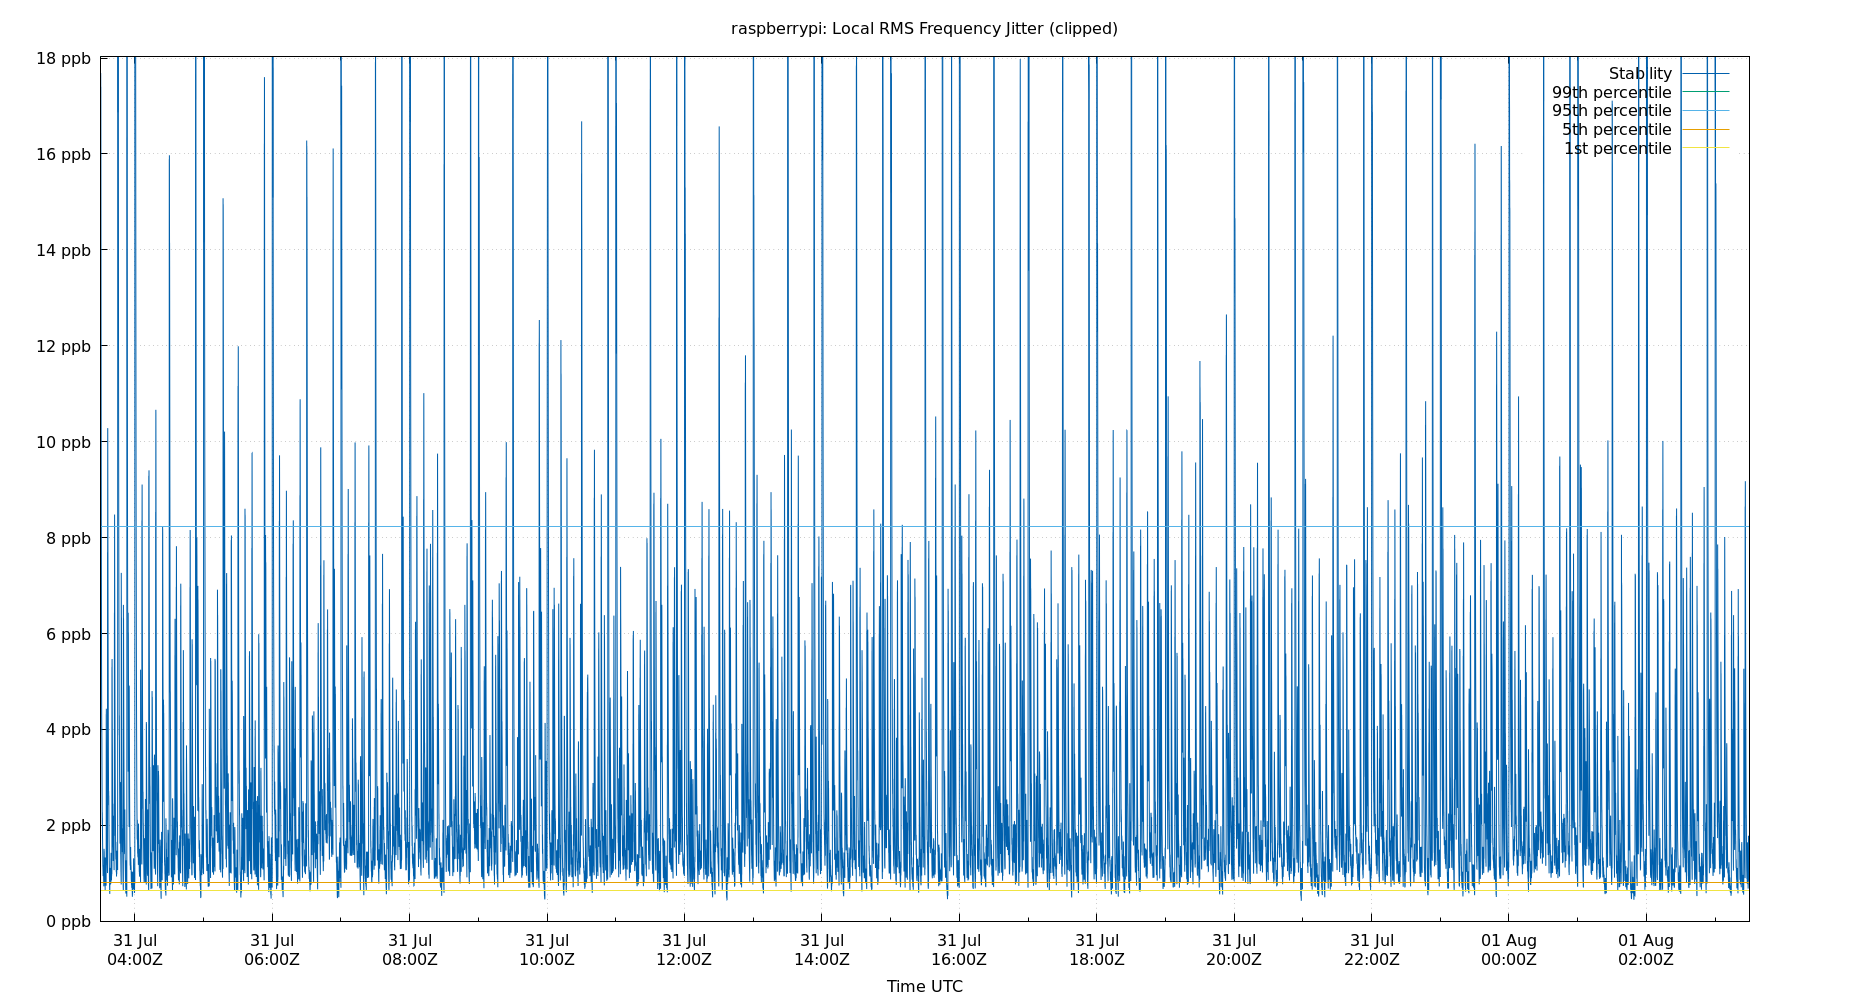 raspberrypi: Local RMS Frequency Jitter (clipped)
18 ppb
16 ppb
14 ppb
12 ppb
10 ppb
8 ppb
6 ppb
4 ppb
2 ppb
0 ppb
Stability
99th percentile
95th percentile
5th percentile
1st percentile
31 Jul 31 Jul 31 Jul 31 Jul 31 Jul 31 Jul 31 Jul 31 Jul 31 Jul 31 Jul 01 Aug 01 Aug
04:00Z 06:00Z 08:00Z 10:00Z 12:00Z 14:00Z 16:00Z 18:00Z 20:00Z 22:00Z 00:00Z 02:00Z
Time UTC